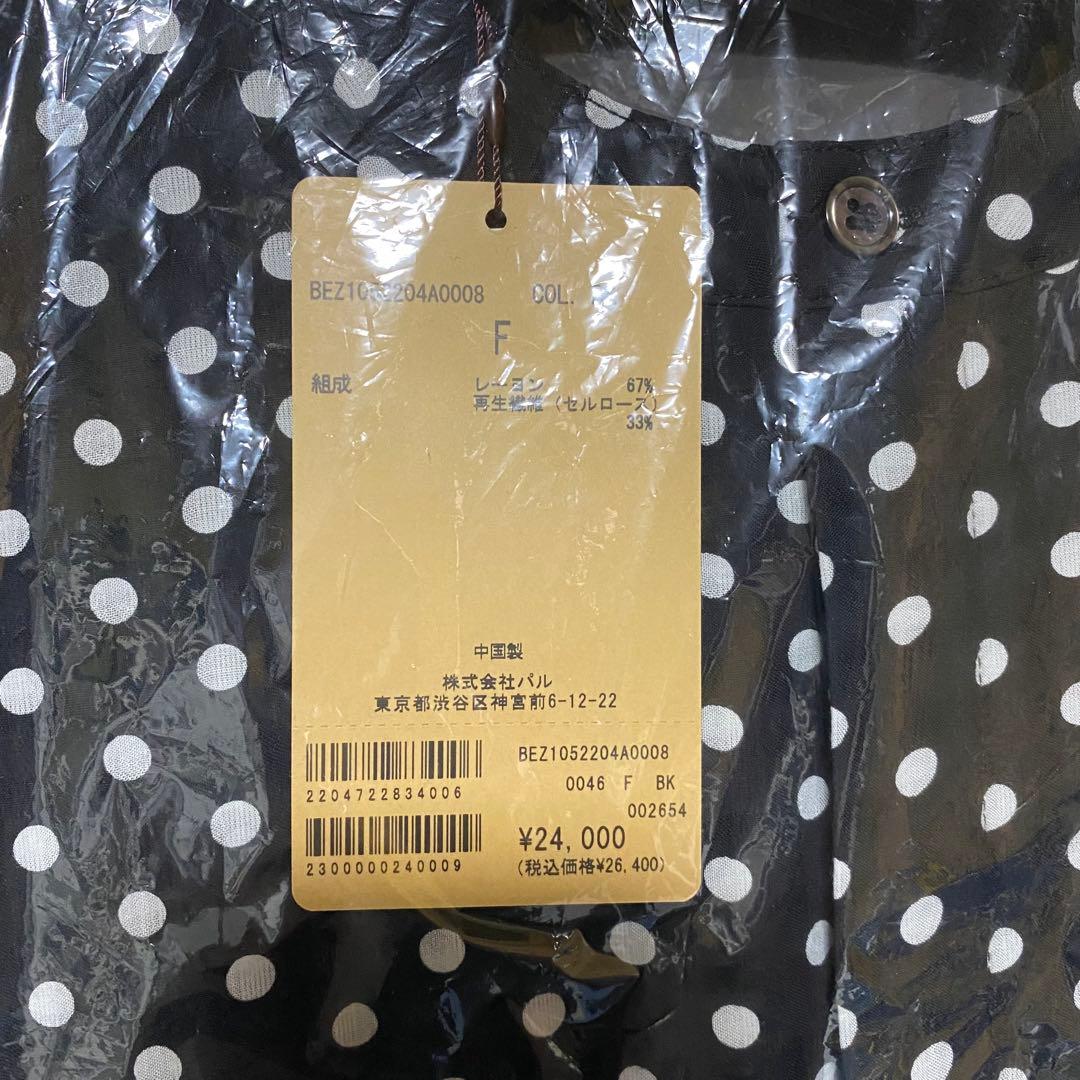 BEZ1052204A0008 COL.
F
組成 レーヨン 67%
再生繊維（セルロース）
33%
中国製
株式会社パル
東京都渋谷区神宮前6-12-22
BEZ1052204A0008
2204722834006
0046 F BK
002654
¥24,000
2300000240009
(税込価格¥26,400)